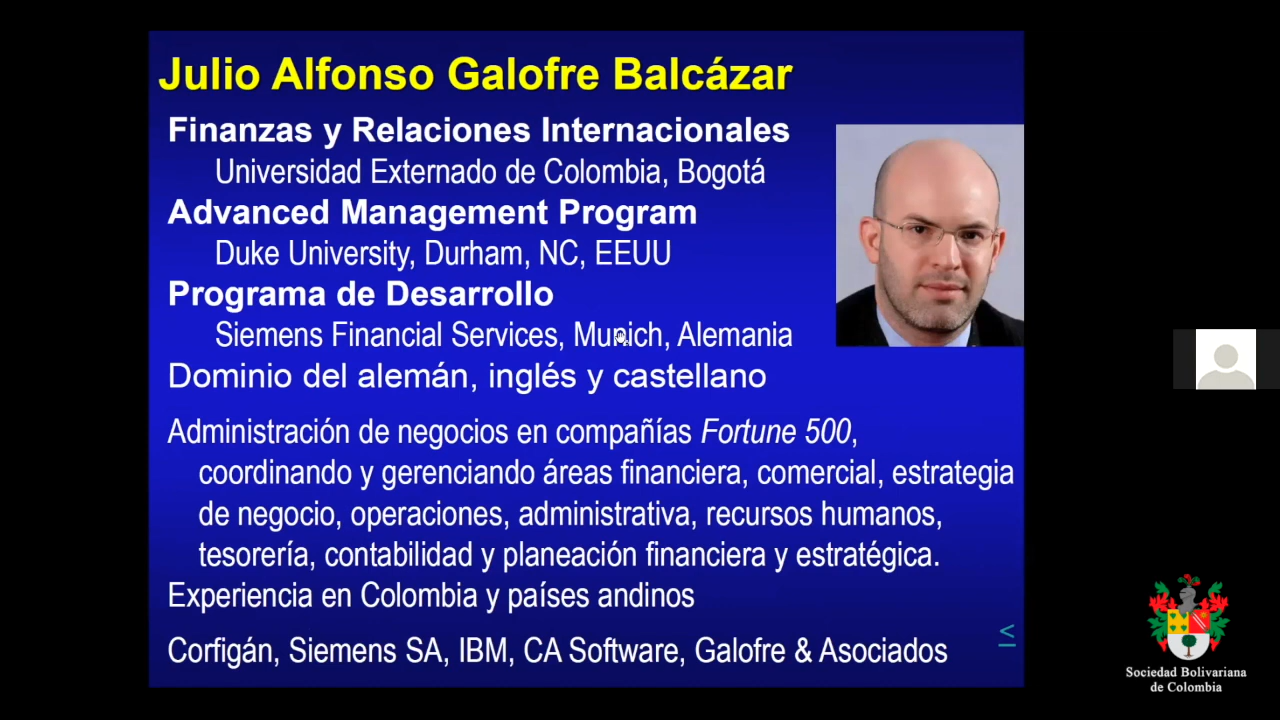 Julio Alfonso Galofre Balcázar
Finanzas y Relaciones Internacionales
Universidad Externado de Colombia, Bogotá
Advanced Management Program
Duke University, Durham, NC, EEUU
Programa de Desarrollo
Siemens Financial Services, Munich, Alemania
Dominio del alemán, inglés y castellano
Administración de negocios en compañías Fortune 500,
coordinando y gerenciando áreas financiera, comercial, estrategia
de negocio, operaciones, administrativa, recursos humanos,
tesorería, contabilidad y planeación financiera y estratégica.
Experiencia en Colombia y países andinos
<
Corfigán, Siemens SA, IBM, CA Software, Galofre & Asociados
Sociedad Bolivariana
de Colombia